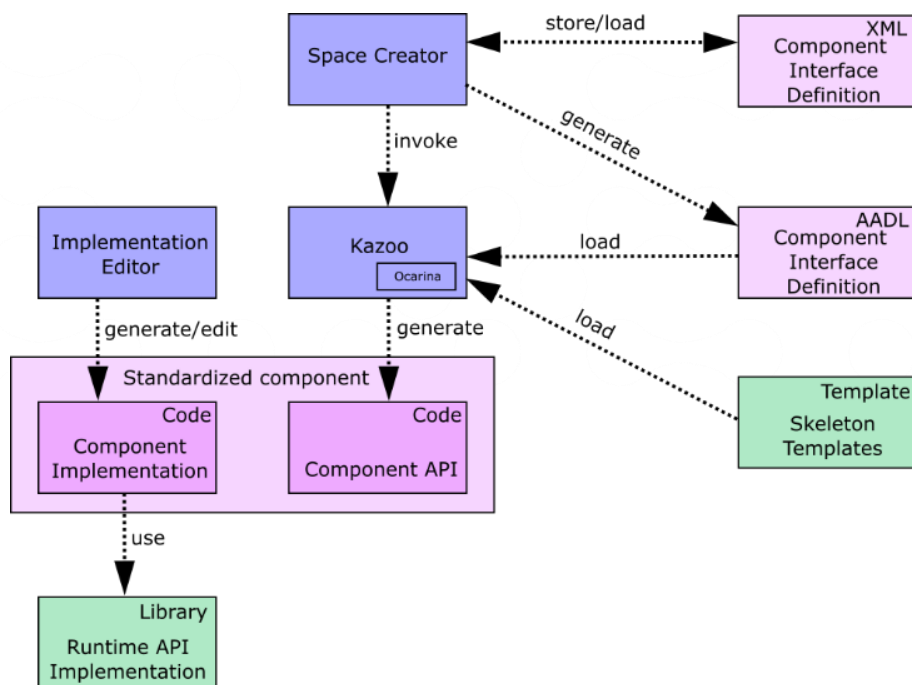 store/load
XML
Component
Interface
Definition
Space Creator
invoke
generate
Implementation
Editor
Kazoo
Ocarina
load
AADL
Component
Interface
Definition
generate/edit
generate
load
Standardized component
Code
Component
Implementation
Code
Component API
Template
Skeleton
Templates
use
Library
Runtime API
Implementation